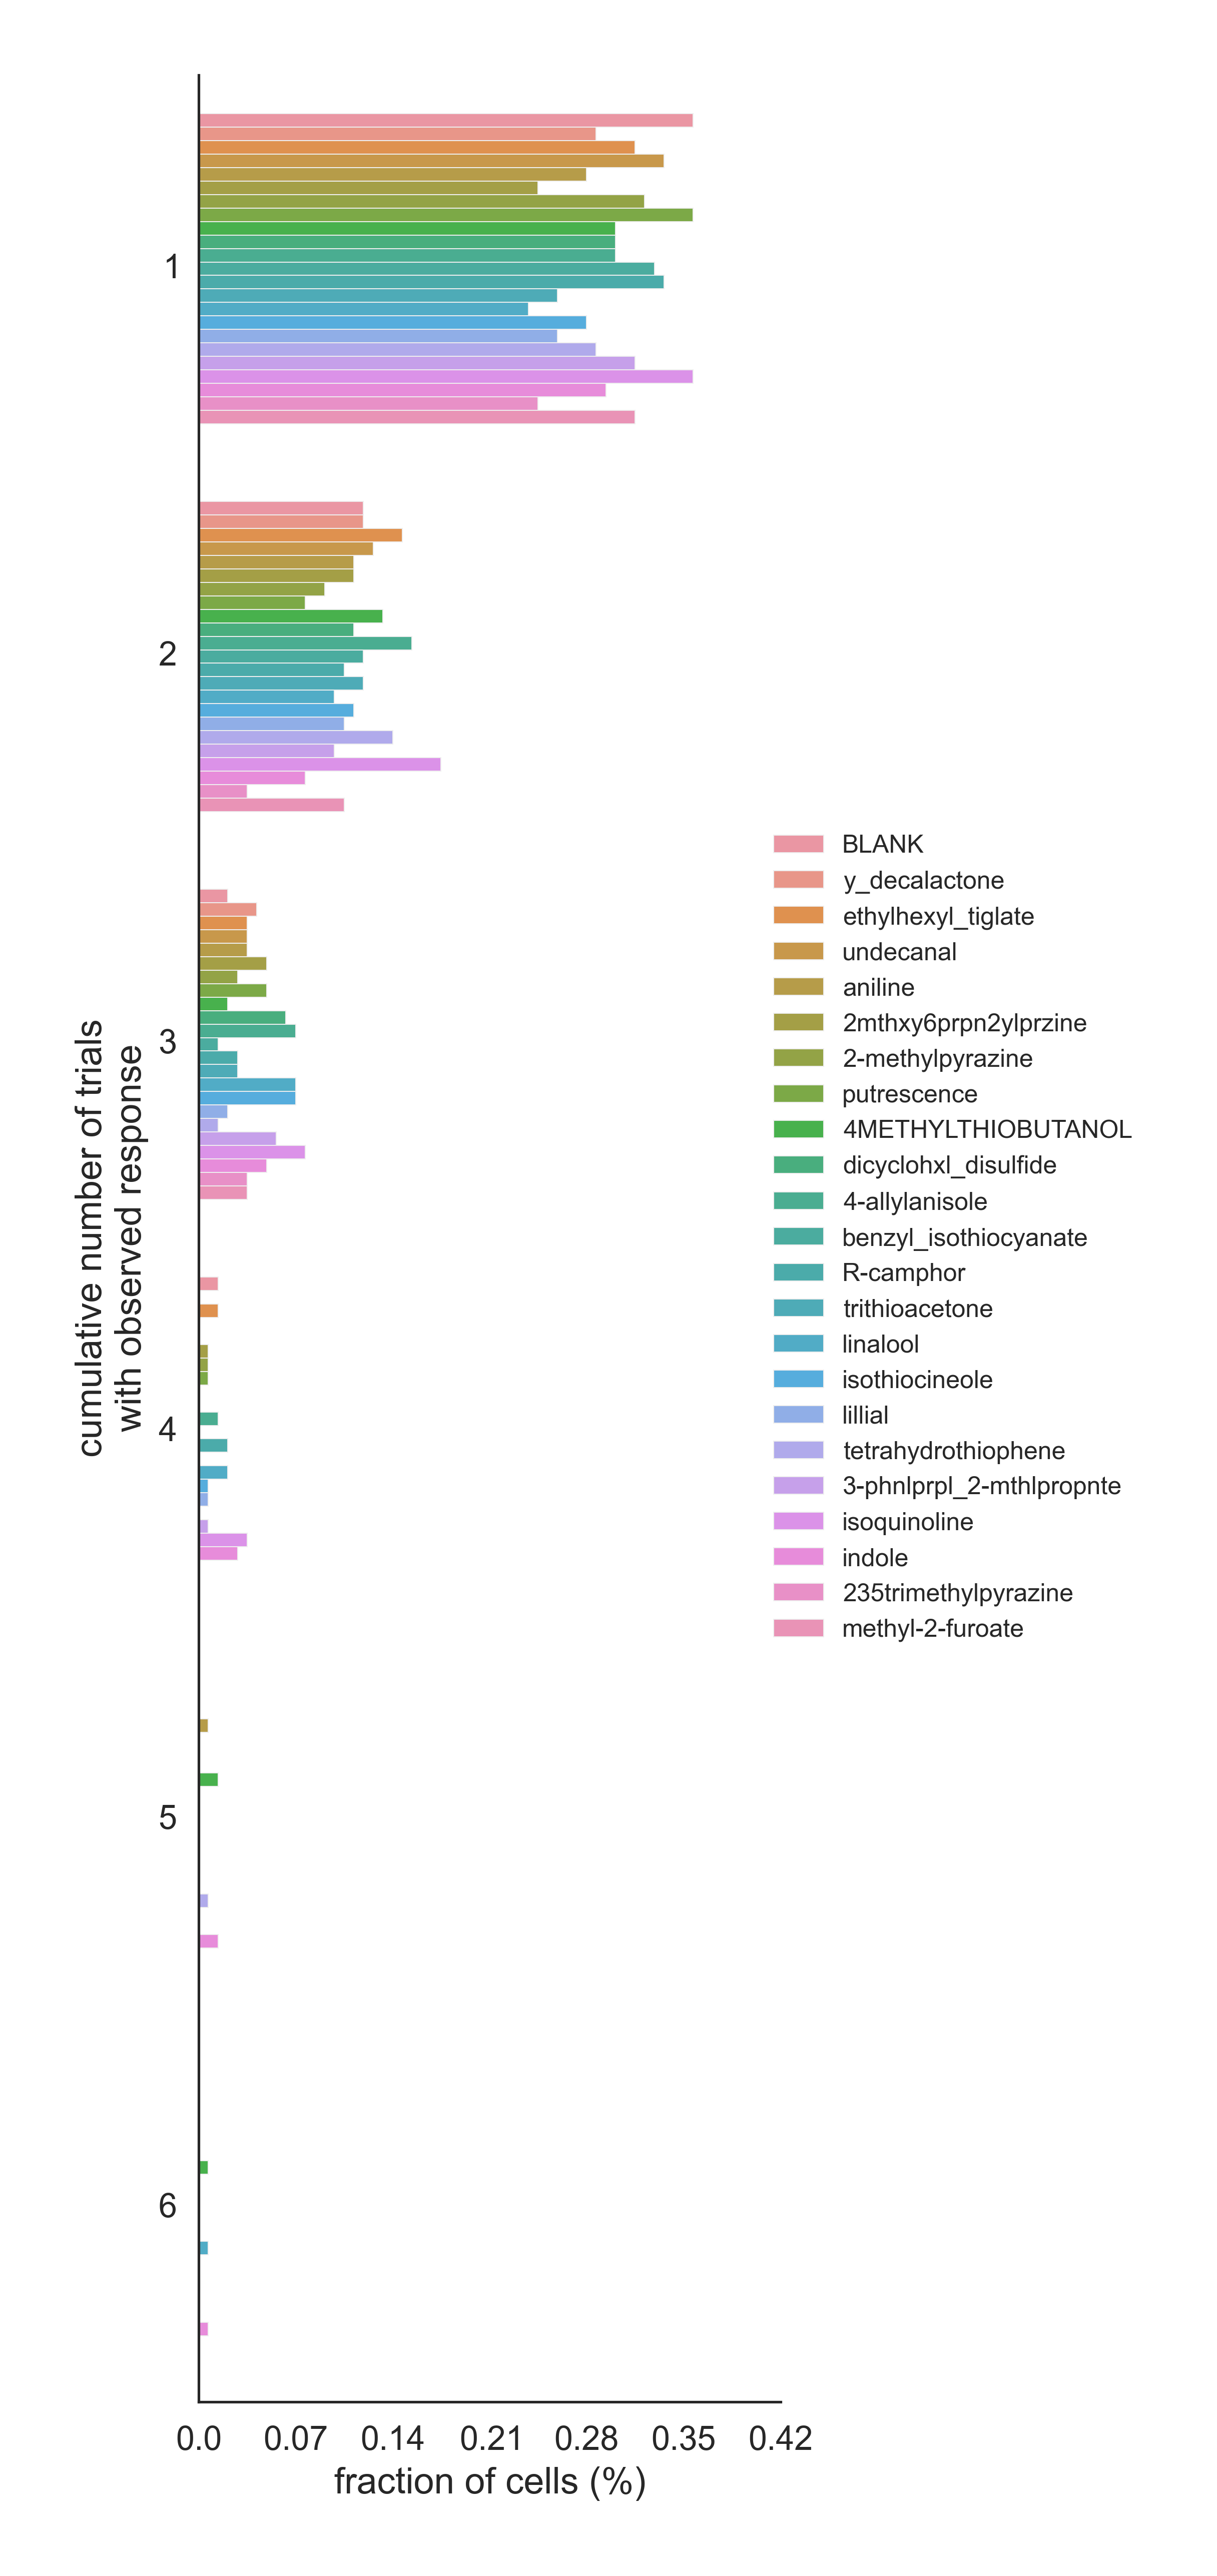 1
2
3
4
5
6
cumulative number of trials
with observed response
BLANK
y_decalactone
ethylhexyl_tiglate
undecanal
aniline
2mthxy6prpn2ylprzine
2-methylpyrazine
putrescence
4METHYLTHIOBUTANOL
dicyclohxl_disulfide
4-allylanisole
benzyl_isothiocyanate
R-camphor
trithioacetone
linalool
isothiocineole
lillial
tetrahydrothiophene
3-phnlprpl_2-mthlpropnte
isoquinoline
indole
235trimethylpyrazine
methyl-2-furoate
0.0 0.07 0.14 0.21 0.28 0.35 0.42
fraction of cells (%)